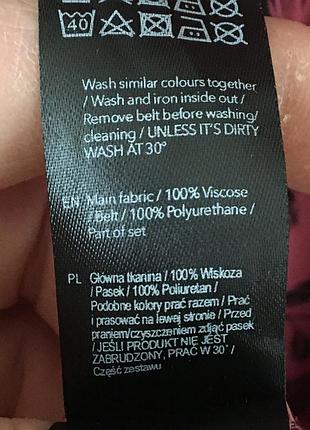 40
Wash similar colours together
/ Wash and iron inside out /
Remove belt before washing/
cleaning / UNLESS IT'S DIRTY
WASH AT 30°
EN Main fabric / 100% Viscose
/ Belt / 100% Polyurethane /
Part of set
PL Główna tkanina / 100% Wiskoza
/ Pasek / 100% Poliuretan /
Podobne kolory prać razem / Prać
i prasować na lewej stronie / Przed
praniem/czyszczeniem zdjąć pasek
/ JEŚLI PRODUKT NIE JEST
ZABRUDZONY, PRAĆ W 30˚ /
Część zestawu